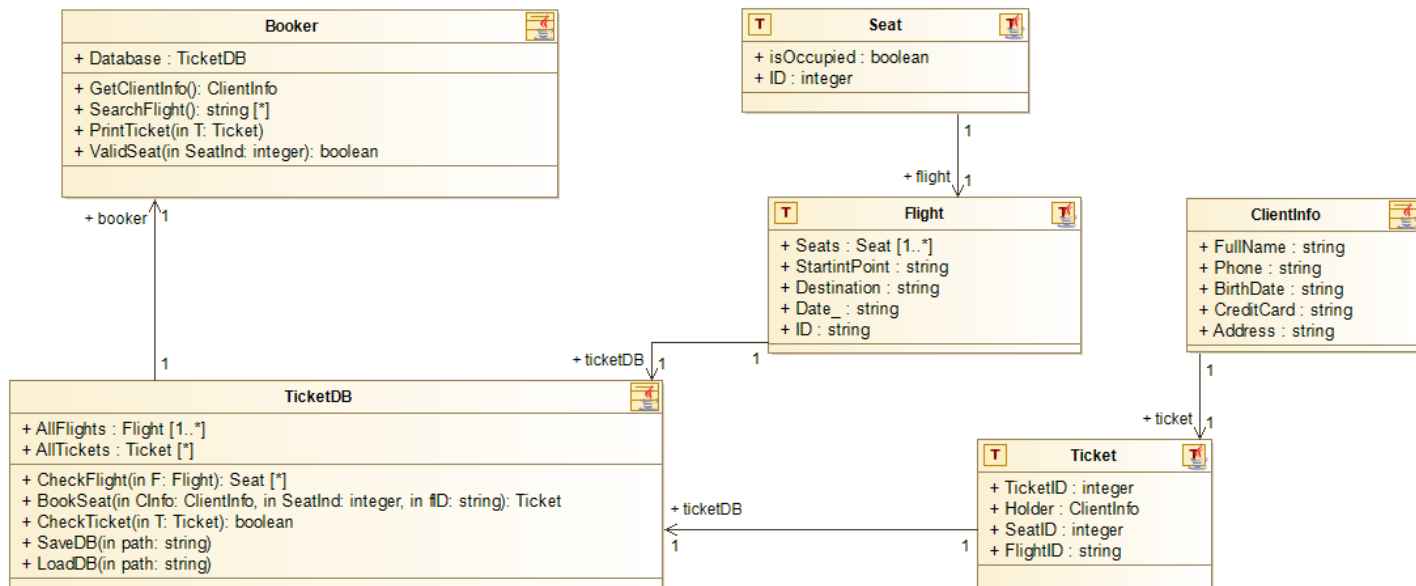 Booker
+ Database : TicketDB
+ GetClientInfo(): ClientInfo
+ SearchFlight(): string [*]
+ PrintTicket(in T: Ticket)
+ ValidSeat(in SeatInd: integer): boolean
T
Seat
T
+ isOccupied : boolean
+ ID : integer
1
+ flight
1
+ booker
1
1
T
Flight
T
+ Seats : Seat [1..*]
+ StartintPoint : string
+ Destination : string
+ Date_ : string
+ ID : string
1
+ ticketDB
1
ClientInfo
+ FullName : string
+ Phone : string
+ BirthDate : string
+ CreditCard : string
+ Address : string
1
+ ticket
1
TicketDB
+ AllFlights : Flight [1..*]
+ AllTickets : Ticket [*]
+ CheckFlight(in F: Flight): Seat [*]
+ BookSeat(in CInfo: ClientInfo, in SeatInd: integer, in fID: string): Ticket
+ CheckTicket(in T: Ticket): boolean
+ SaveDB(in path: string)
+ LoadDB(in path: string)
+ ticketDB
1
1
T
Ticket
T
+ TicketID : integer
+ Holder : ClientInfo
+ SeatID : integer
+ FlightID : string